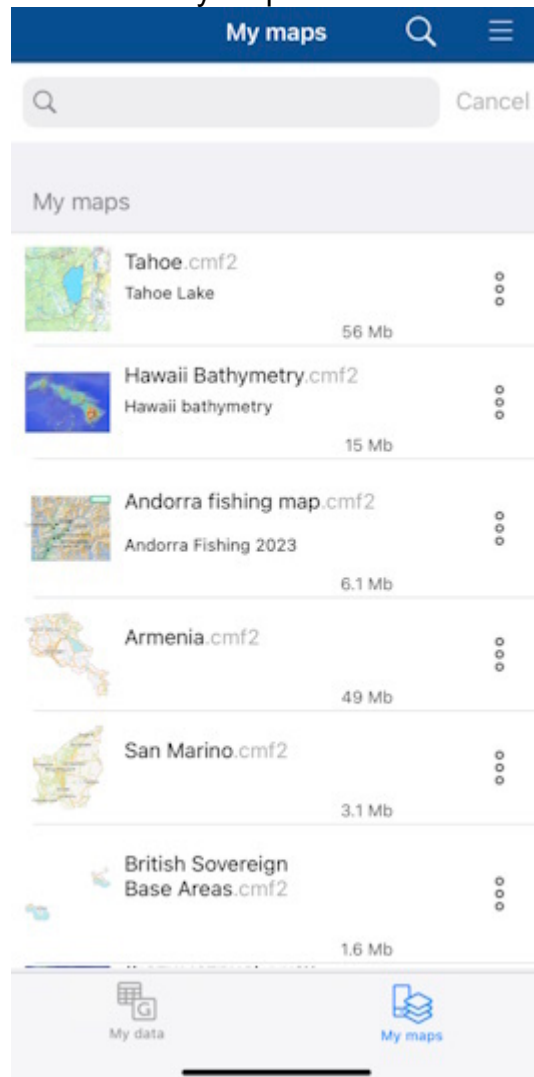 My maps
Cancel
My maps
Tahoe.cmf2
Tahoe Lake
56 Mb
Hawaii Bathymetry.cmf2
Hawaii bathymetry
15 Mb
Andorra fishing map.cmf2
Andorra Fishing 2023
6.1 Mb
Armenia.cmf2
49 Mb
San Marino.cmf2
3.1 Mb
British Sovereign
Base Areas.cmf2
1.6 Mb
G
My data
My maps